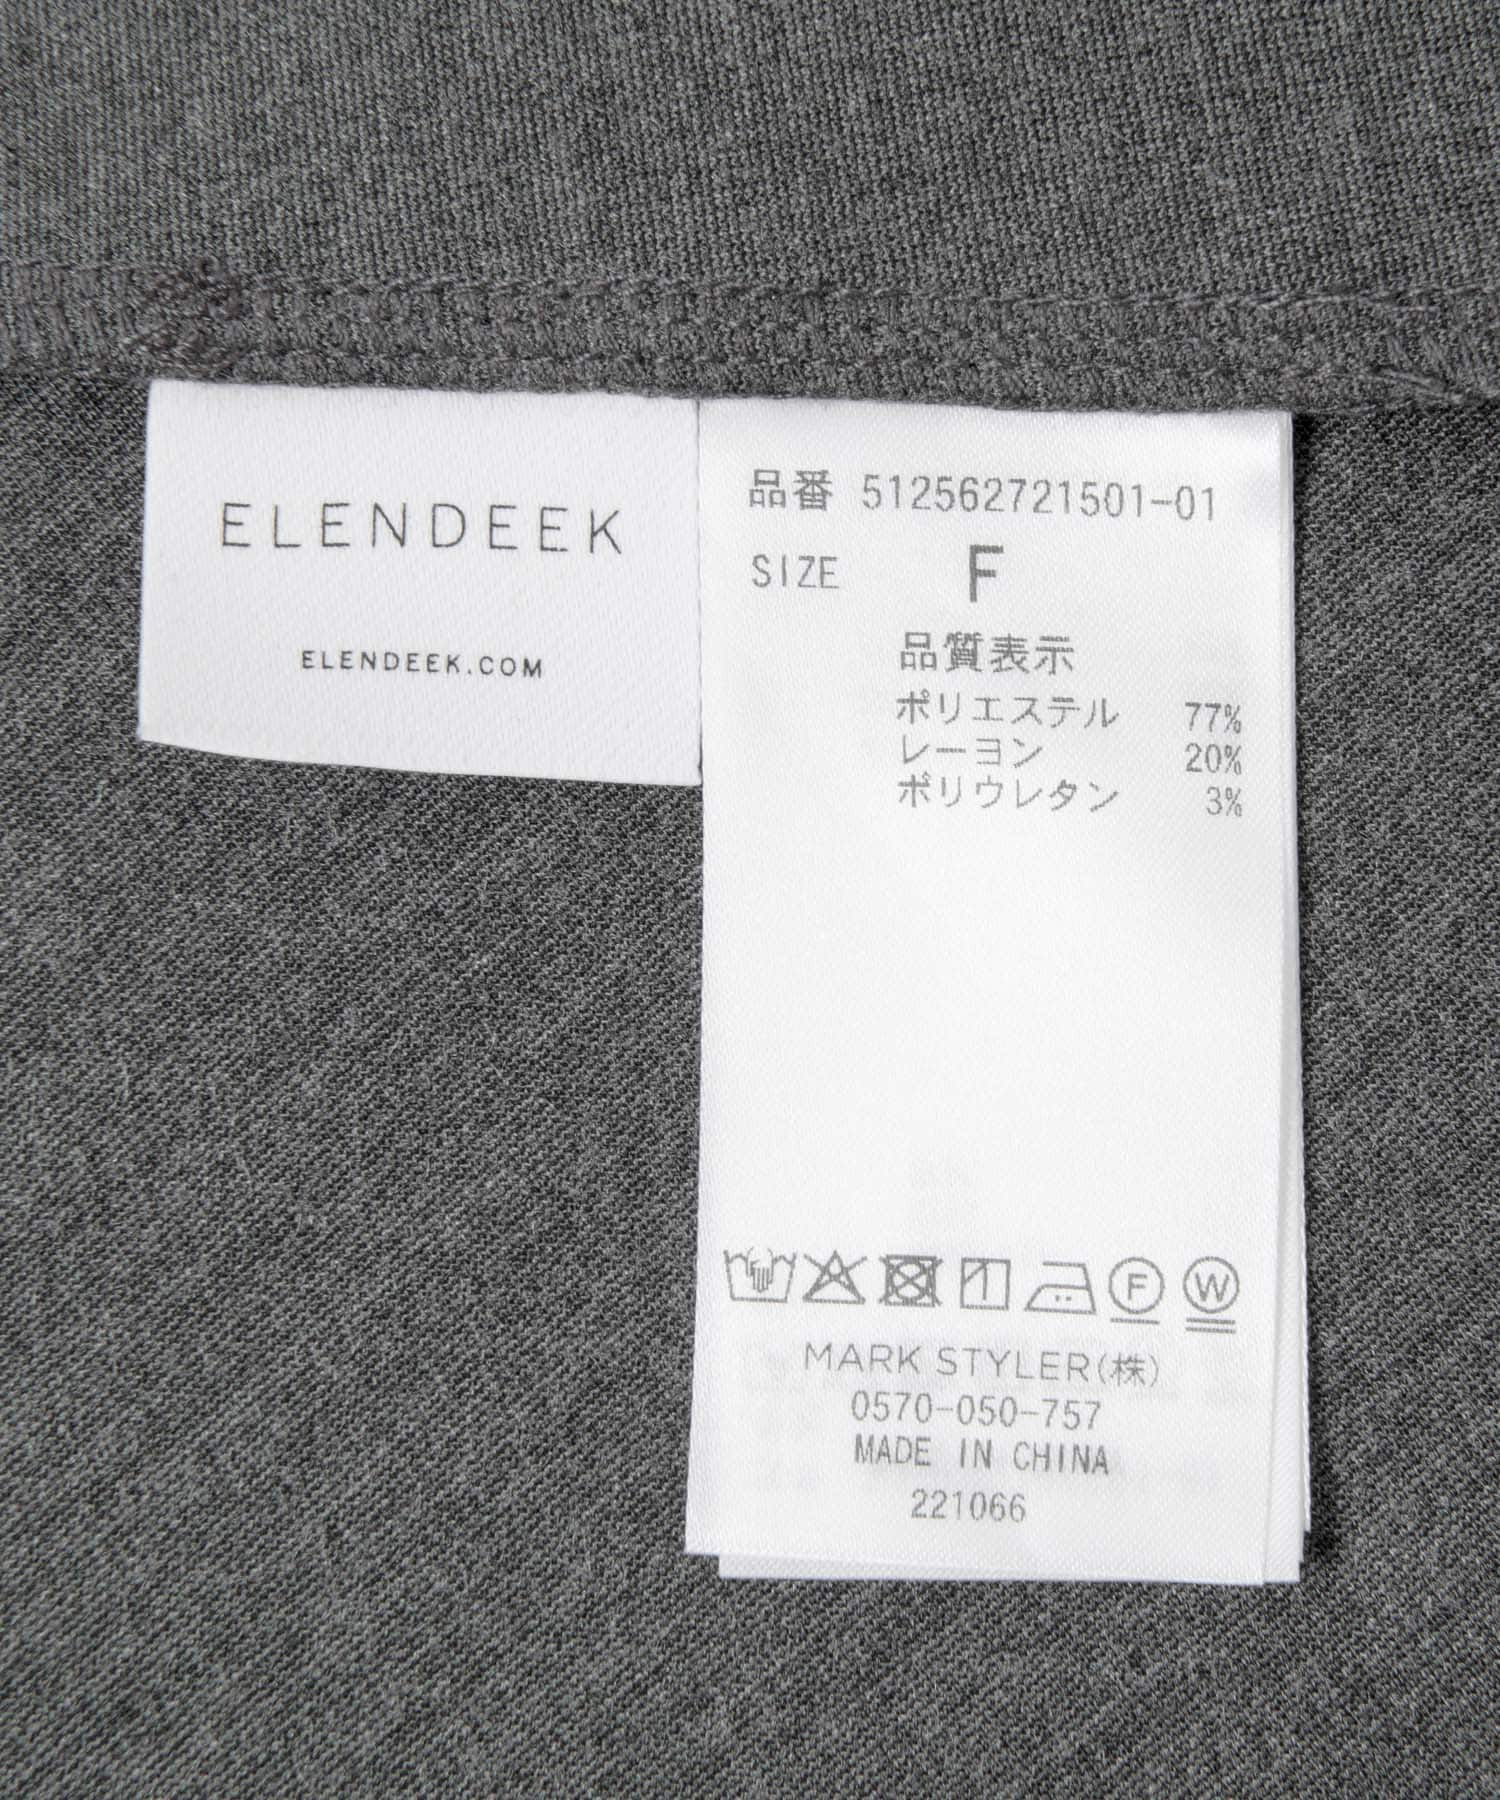 ELENDEEK
ELENDEEK.COM
品番 512562721501-01
SIZE F
品質表示
ポリエステル 77%
レーヨン 20%
ポリウレタン 3%
F W
MARK STYLER(株)
0570-050-757
MADE IN CHINA
221066